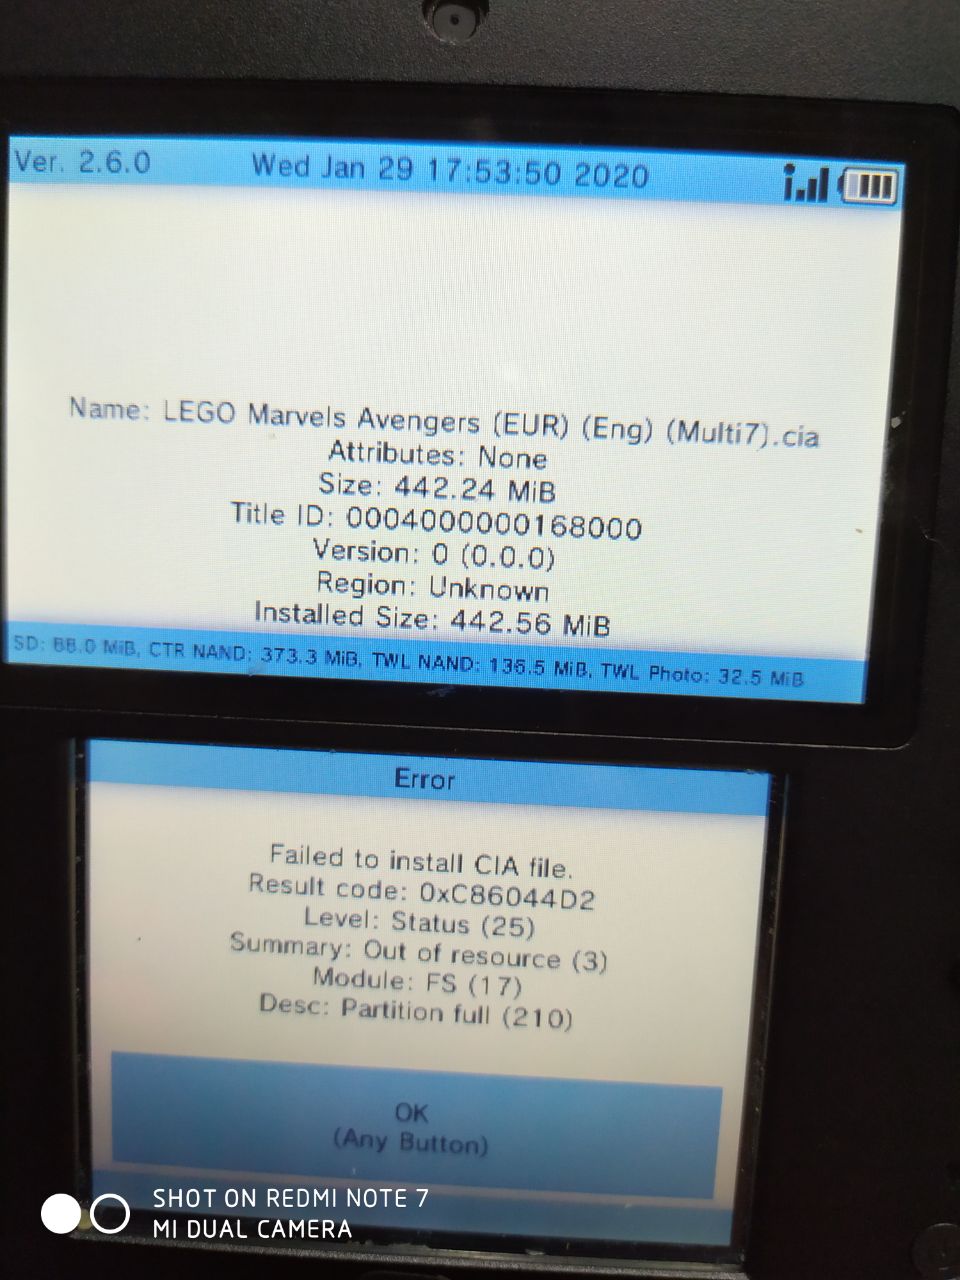 Ver. 2.6.0 Wed Jan 29 17:53:50 2020
Name: LEGO Marvels Avengers (EUR) (Eng) (Multi7).cia
Attributes: None
Size: 442.24 MiB
Title ID: 0004000000168000
Version: 0 (0.0.0)
Region: Unknown
Installed Size: 442.56 MiB
SD: 68.0 MiB, CTR NAND: 373.3 MiB, TWL NAND: 136.5 MiB, TWL Photo: 32.5 MiB
Error
Failed to install CIA file.
Result code: 0xC86044D2
Level: Status (25)
Summary: Out of resource (3)
Module: FS (17)
Desc: Partition full (210)
OK
(Any Button)
SHOT ON REDMI NOTE 7
MI DUAL CAMERA